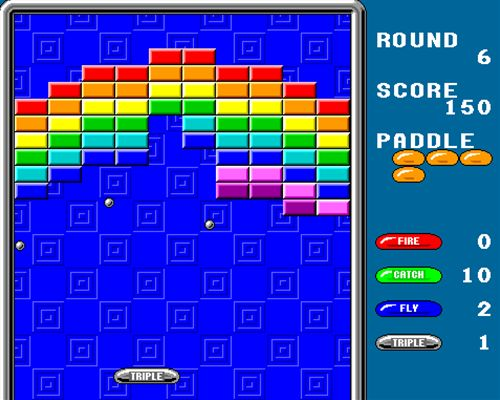 ROUND
6
SCORE
150
PADDLE
FIRE 0
CATCH 10
FLY 2
TRIPLE 1
TRIPLE